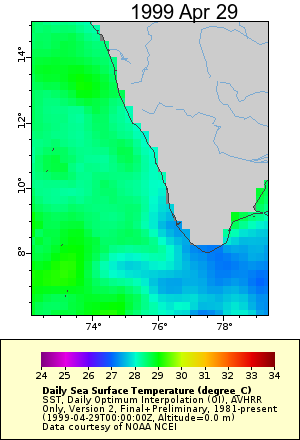 1999 Apr 29
14°
12°
10°
8°
74° 76° 78°
24 25 26 27 28 29 30 31 32 33 34
Daily Sea Surface Temperature (degree_C)
SST, Daily Optimum Interpolation (OI), AVHRR
Only, Version 2, Final+Preliminary, 1981-present
(1999-04-29T00:00:00Z, Altitude=0.0 m)
Data courtesy of NOAA NCEI